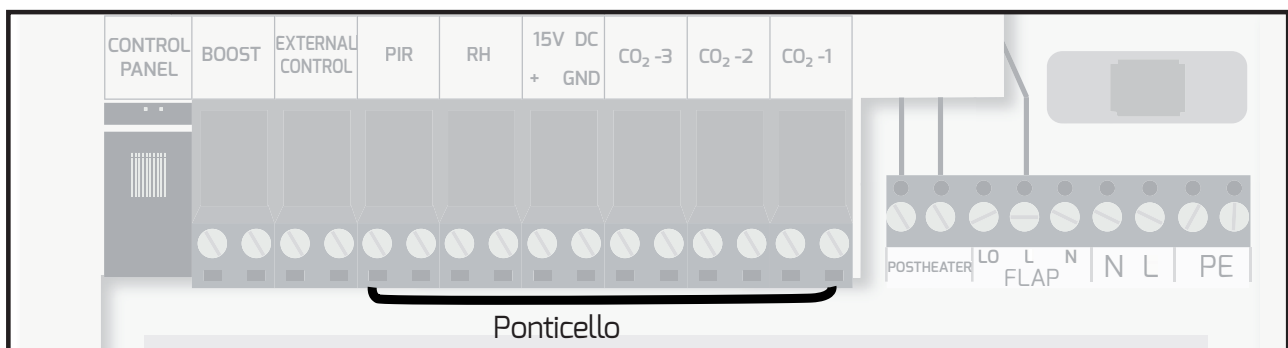 CONTROL PANEL
BOOST
EXTERNAL CONTROL
PIR
RH
15V DC
+ GND
CO₂ -3
CO₂ -2
CO₂ -1
POSTHEATER
LO L N
FLAP
N L
PE
Ponticello